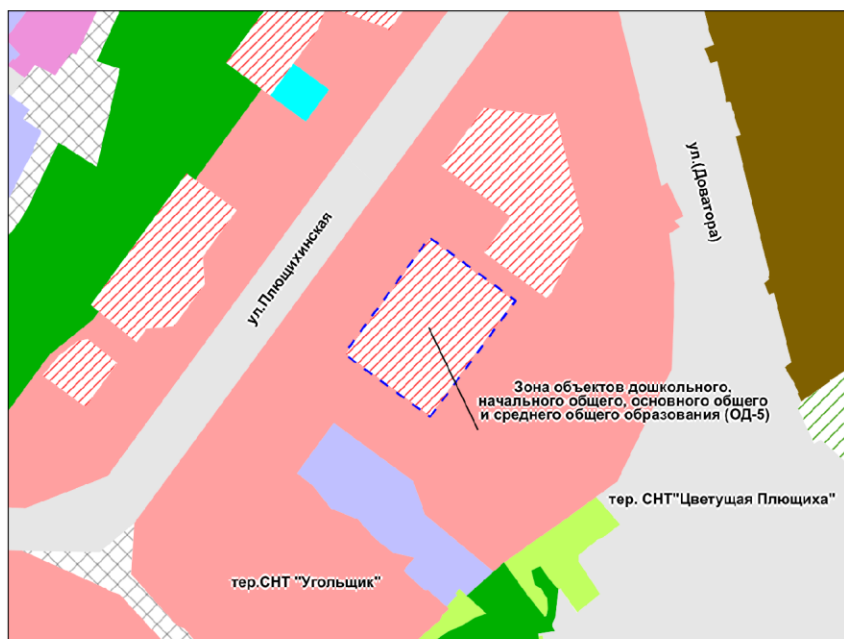 ул.(Доватора)
ул.Плющихинская
Зона объектов дошкольного,
начального общего, основного общего
и среднего общего образования (ОД-5)
тер. СНТ"Цветущая Плющиха"
тер.СНТ "Угольщик"